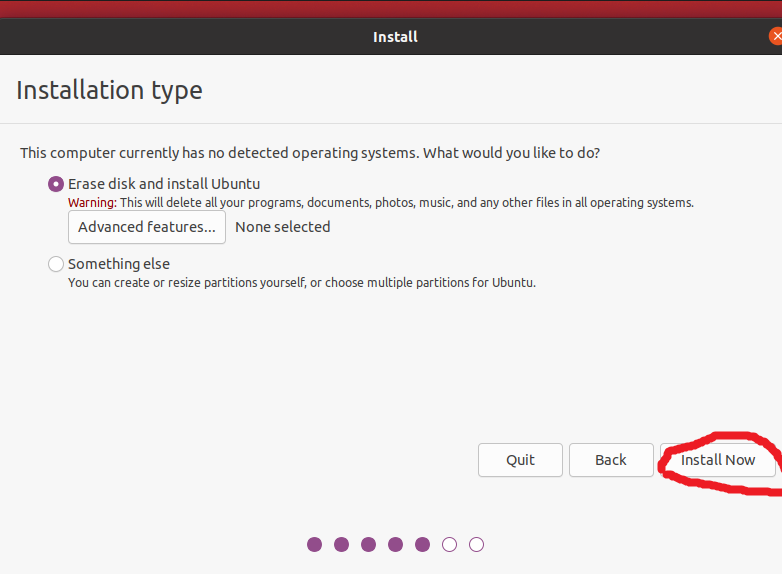 Install
Installation type
This computer currently has no detected operating systems. What would you like to do?
Erase disk and install Ubuntu
Warning: This will delete all your programs, documents, photos, music, and any other files in all operating systems.
Advanced features... None selected
Something else
You can create or resize partitions yourself, or choose multiple partitions for Ubuntu.
Quit Back Install Now